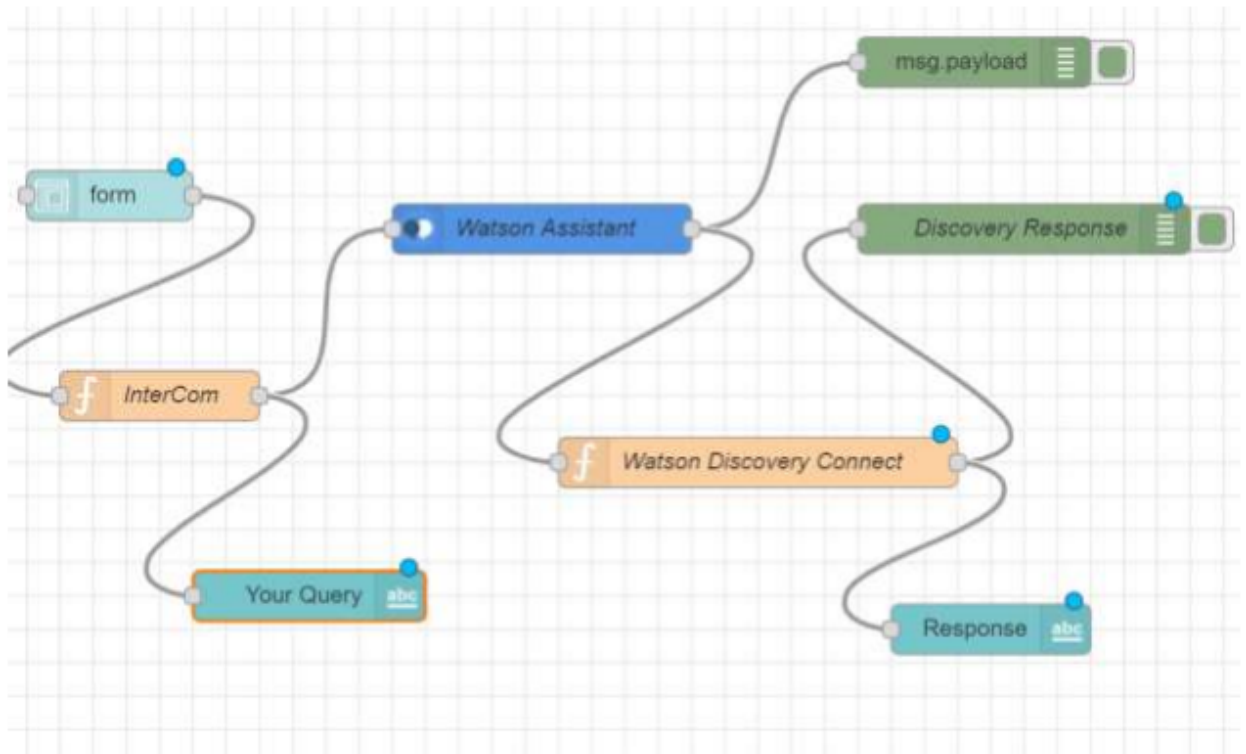 msg.payload
form
Watson Assistant
Discovery Response
InterCom
Watson Discovery Connect
Your Query
abc
Response
abc